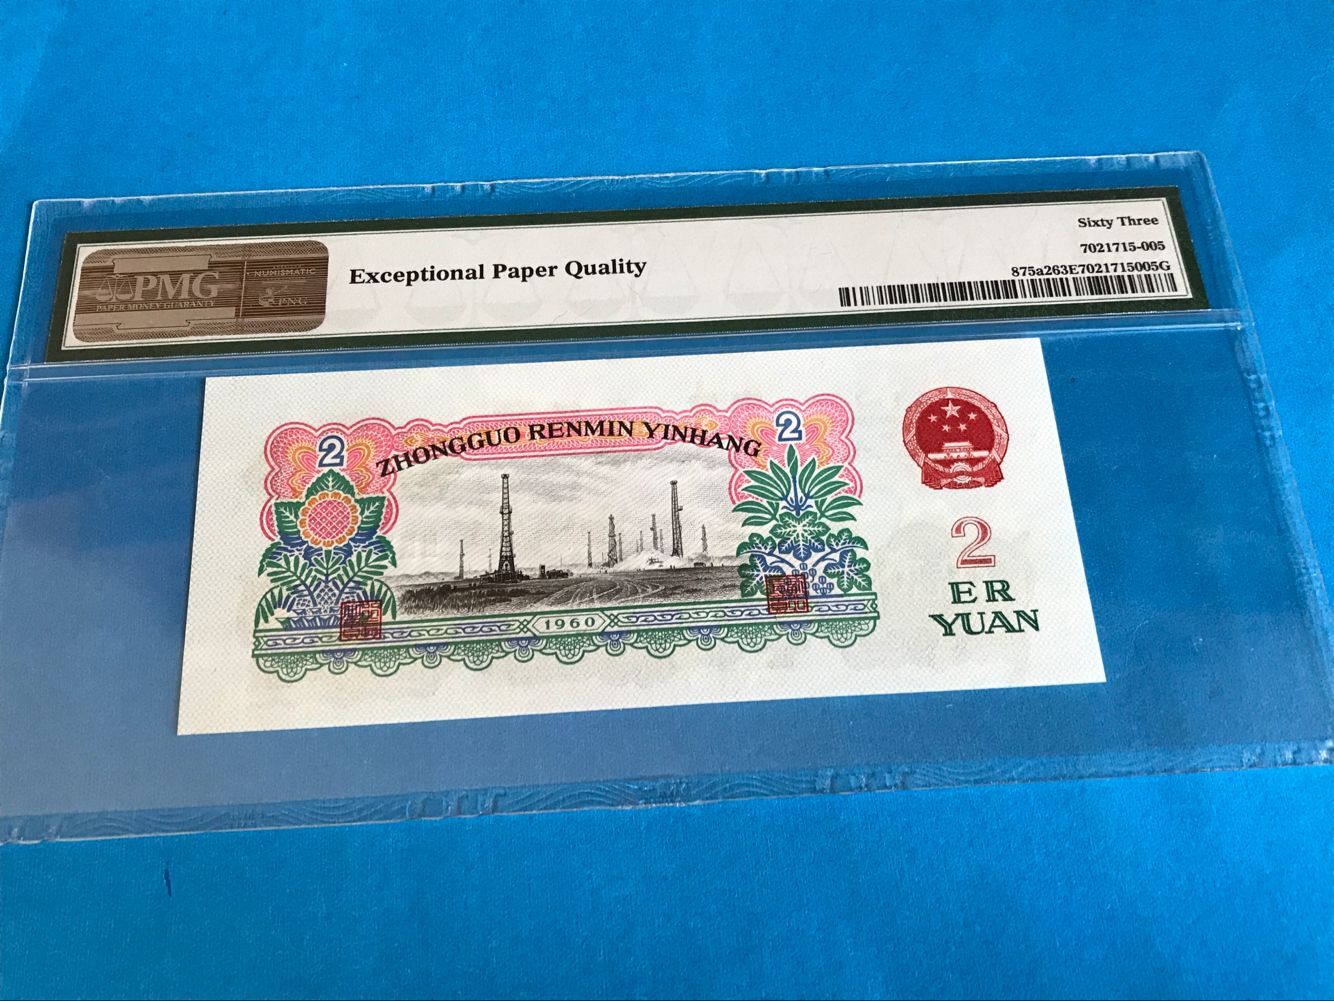 PMG
PAPER MONEY GUARANTY
NUMISMATIC
PNG
Exceptional Paper Quality
Sixty Three
7021715-005
875a263E7021715005G
2
ZHONGGUO RENMIN YINHANG
2
1960
2
ER
YUAN